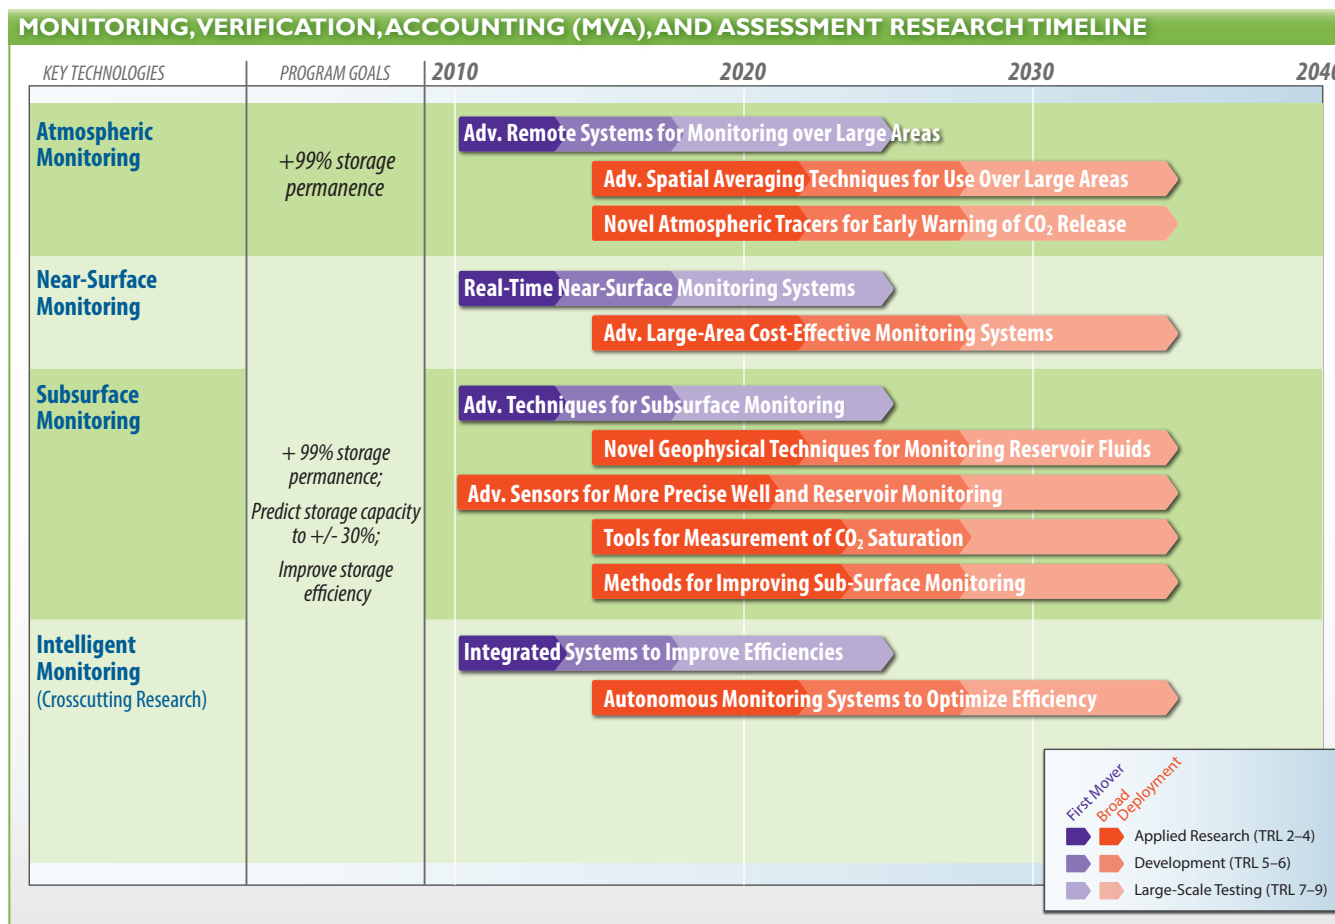 MONITORING, VERIFICATION, ACCOUNTING (MVA), AND ASSESSMENT RESEARCH TIMELINE
KEY TECHNOLOGIES
PROGRAM GOALS
2010
2020
2030
2040
Atmospheric
Monitoring
+99% storage
permanence
Adv. Remote Systems for Monitoring over Large Areas
Adv. Spatial Averaging Techniques for Use Over Large Areas
Novel Atmospheric Tracers for Early Warning of CO₂ Release
Near-Surface
Monitoring
Real-Time Near-Surface Monitoring Systems
Adv. Large-Area Cost-Effective Monitoring Systems
Subsurface
Monitoring
+ 99% storage
permanence;
Predict storage capacity
to +/- 30%;
Improve storage
efficiency
Adv. Techniques for Subsurface Monitoring
Novel Geophysical Techniques for Monitoring Reservoir Fluids
Adv. Sensors for More Precise Well and Reservoir Monitoring
Tools for Measurement of CO₂ Saturation
Methods for Improving Sub-Surface Monitoring
Intelligent
Monitoring
(Crosscutting Research)
Integrated Systems to Improve Efficiencies
Autonomous Monitoring Systems to Optimize Efficiency
First Mover
Broad
Deployment
Applied Research (TRL 2–4)
Development (TRL 5–6)
Large-Scale Testing (TRL 7–9)